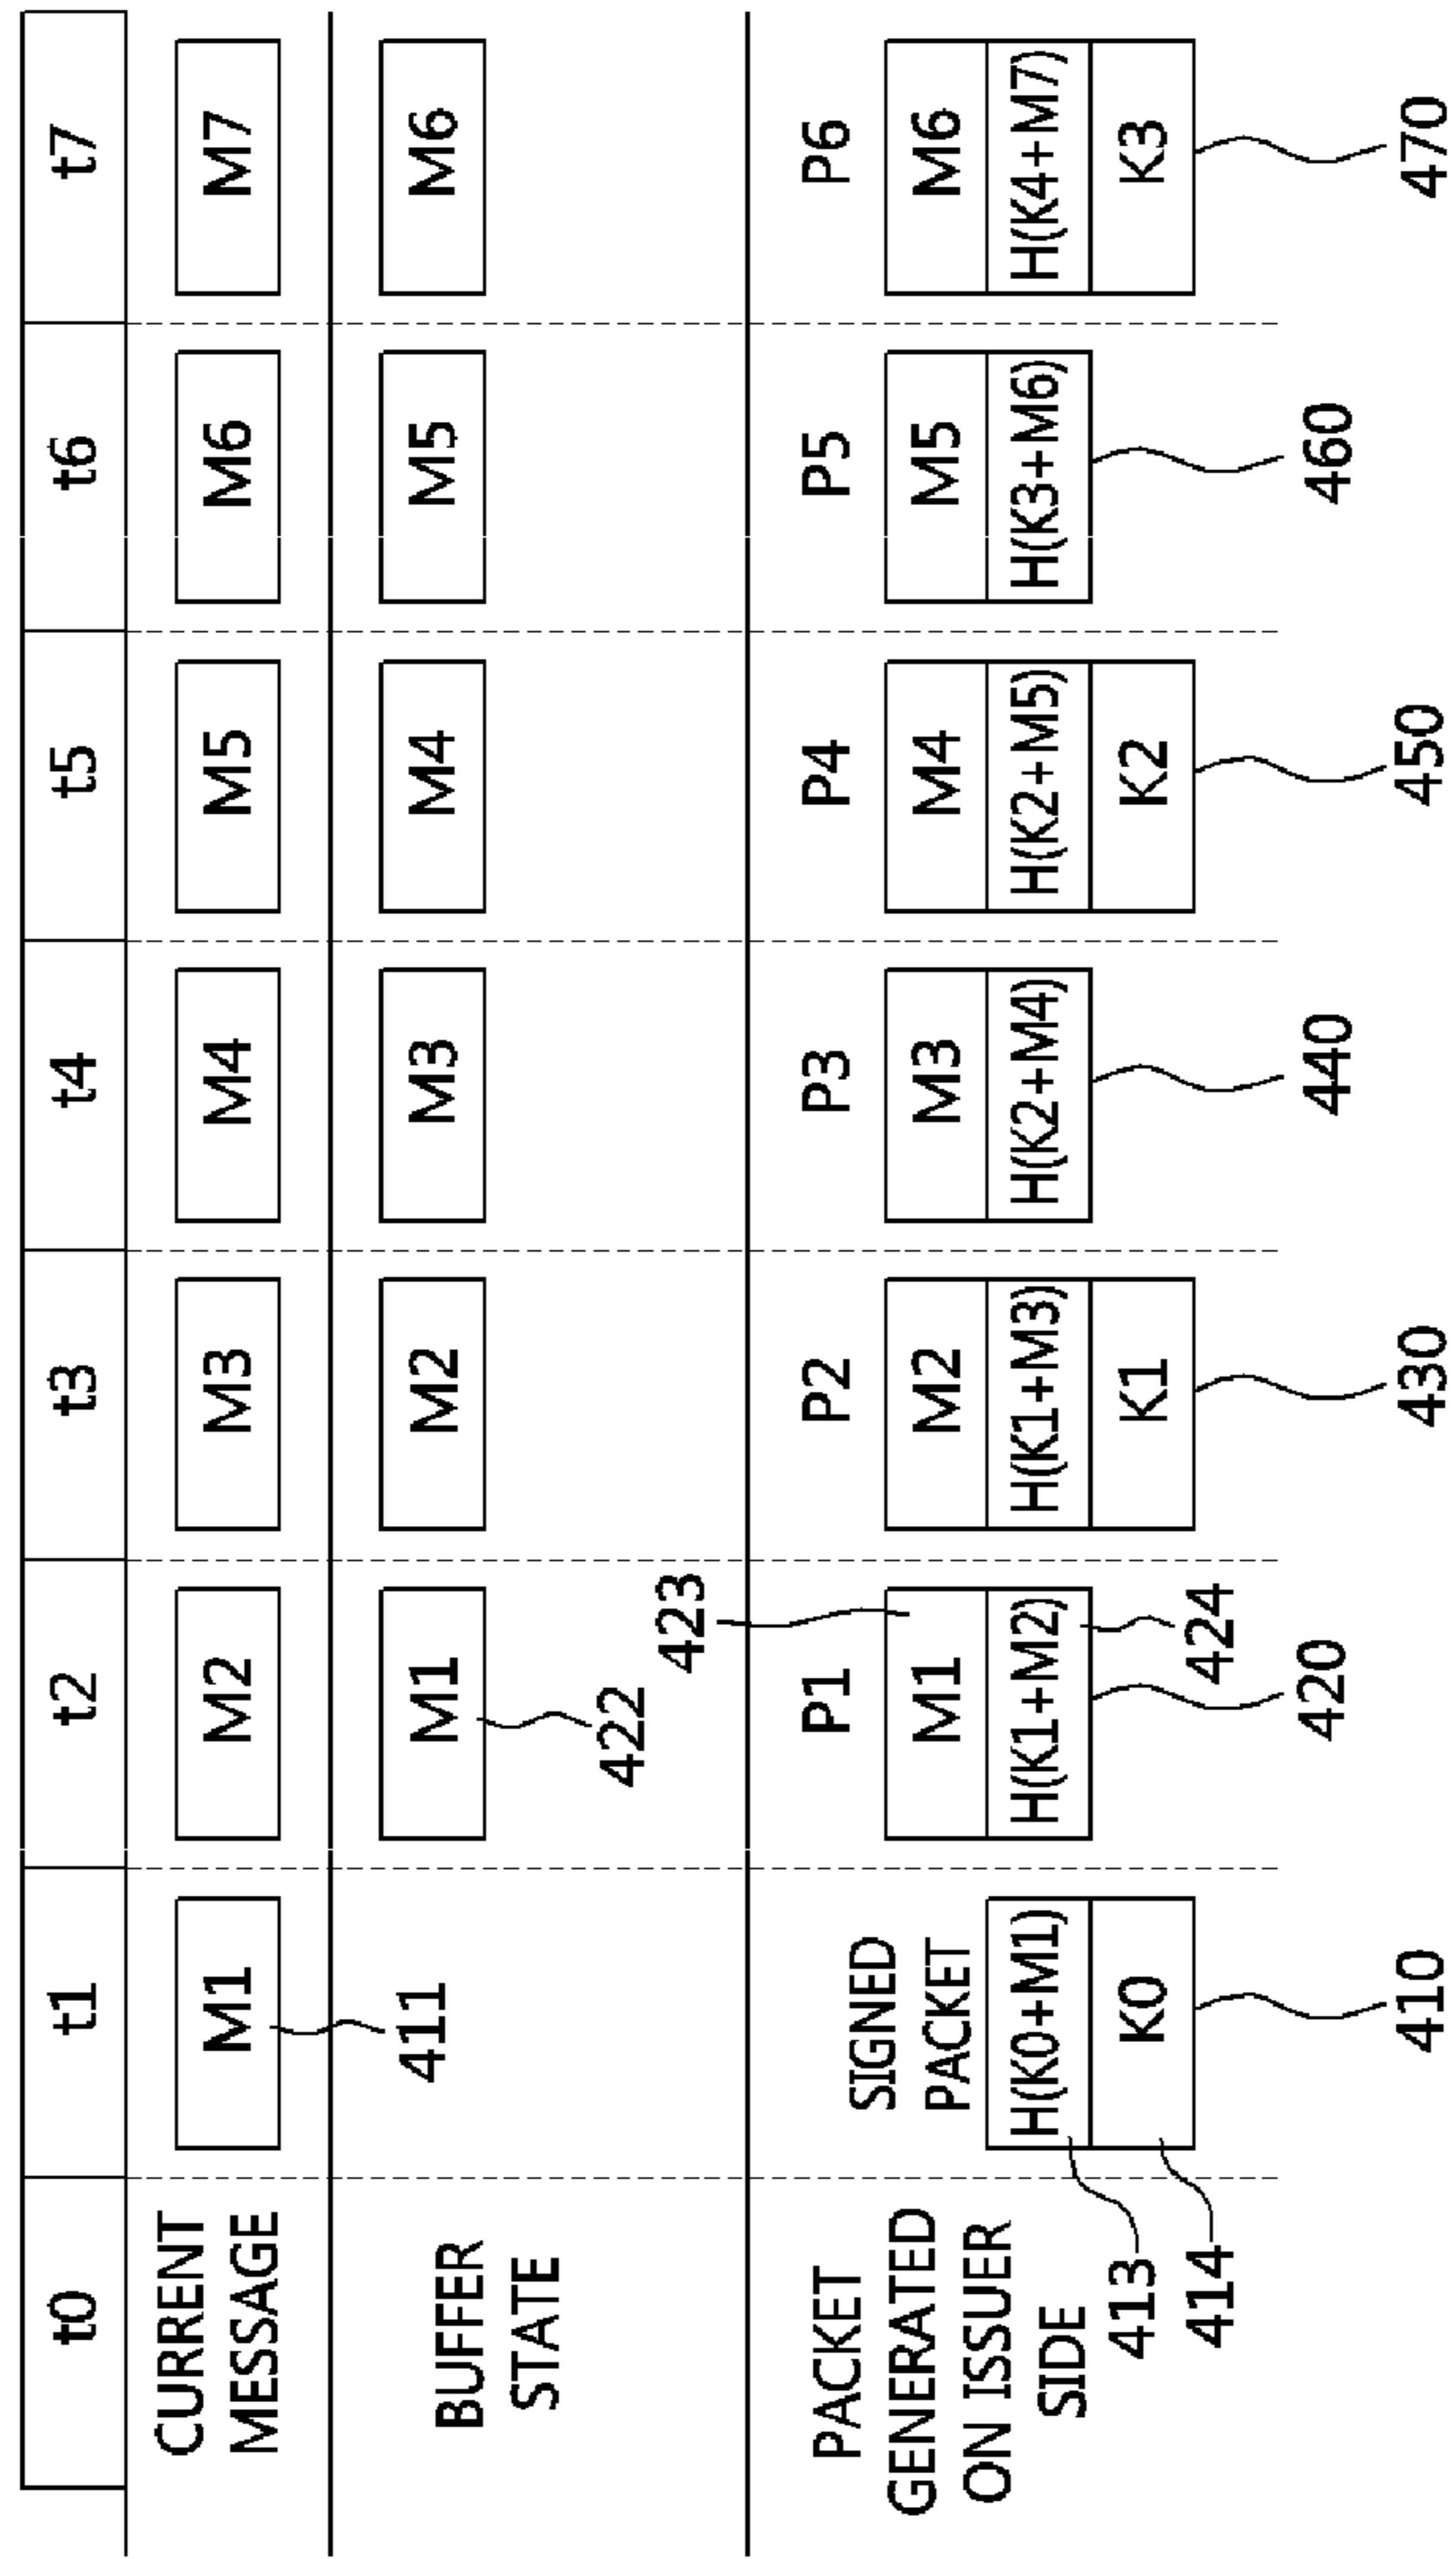 t0 t1 t2 t3 t4 t5 t6 t7
CURRENT
MESSAGE
M1 M2 M3 M4 M5 M6 M7
411
BUFFER
STATE
M1 M2 M3 M4 M5 M6
422
423
PACKET
GENERATED
ON ISSUER
SIDE
SIGNED
PACKET
P1 P2 P3 P4 P5 P6
M1 M2 M3 M4 M5 M6
H(K0+M1) H(K1+M2) H(K1+M3) H(K2+M4) H(K2+M5) H(K3+M6) H(K4+M7)
K0 K1 K2 K3
413
414
424
420 440 460
410 430 450 470